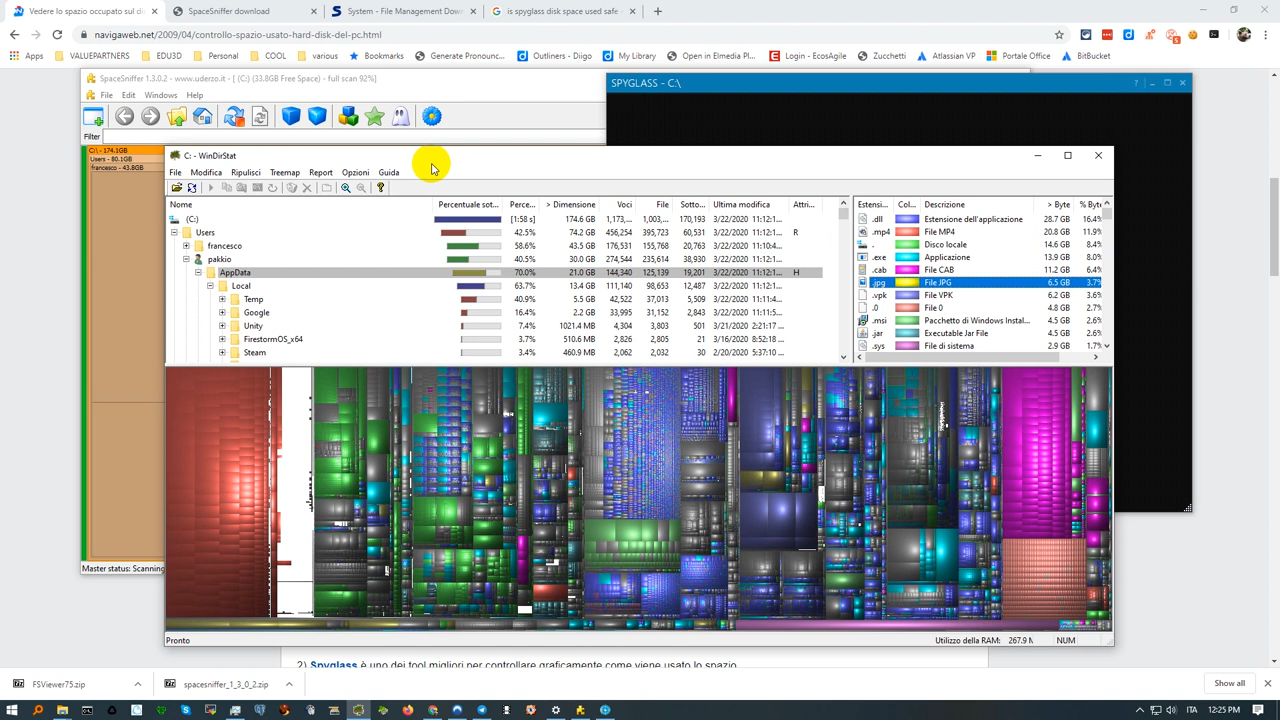 Vedere lo spazio occupato sul di
SpaceSniffer download
System - File Management Dow
is spyglass disk space used safe -
navigaweb.net/2009/04/controllo-spazio-usato-hard-disk-del-pc.html
Apps
VALUEPARTNERS
EDU3D
Personal
COOL
various
Generate Pronounc...
Outliners - Diigo
My Library
Open in Elmedia Pl...
Login - EcosAgile
Zucchetti
Atlassian VP
Portale Office
BitBucket
SpaceSniffer 1.3.0.2 - www.uderzo.it - [ (C:) (33.8GB Free Space) - full scan 92%]
File Edit Windows Help
Filter
C:\ - 174.1GB
Users - 80.1GB
francesco - 43.8GB
Master status: Scanning
SPYGLASS - C:\
C: - WinDirStat
File Modifica Ripulisci Treemap Report Opzioni Guida
Nome Percentuale sot... Perce... > Dimensione Voci File Sotto... Ultima modifica Attri...
(C:) [1:58 s] 174.6 GB 1,173,... 1,003,... 170,193 3/22/2020 11:12:1...
Users 42.5% 74.2 GB 456,254 395,723 60,531 3/22/2020 11:12:1... R
francesco 58.6% 43.5 GB 176,531 155,768 20,763 3/22/2020 11:10:4...
pakkio 40.5% 30.0 GB 274,544 235,614 38,930 3/22/2020 11:12:1...
AppData 70.0% 21.0 GB 144,340 125,139 19,201 3/22/2020 11:12:1... H
Local 63.7% 13.4 GB 111,140 98,653 12,487 3/22/2020 11:12:1...
Temp 40.9% 5.5 GB 42,522 37,013 5,509 3/22/2020 11:11:4...
Google 16.4% 2.2 GB 33,995 31,152 2,843 3/22/2020 11:11:5...
Unity 7.4% 1021.4 MB 4,304 3,803 501 3/21/2020 2:21:17...
FirestormOS_x64 3.7% 510.6 MB 2,826 2,805 21 3/16/2020 8:52:18...
Steam 3.4% 460.9 MB 2,062 2,032 30 2/20/2020 5:37:10...
Estensi... Col... Descrizione > Byte % Byte
.dll Estensione dell'applicazione 28.7 GB 16.4%
.mp4 File MP4 20.8 GB 11.9%
. Disco locale 14.6 GB 8.4%
.exe Applicazione 13.9 GB 8.0%
.cab File CAB 11.2 GB 6.4%
.jpg File JPG 6.5 GB 3.7%
.vpk File VPK 6.2 GB 3.6%
.0 File 0 4.8 GB 2.7%
.msi Pacchetto di Windows Instal... 4.5 GB 2.6%
.jar Executable Jar File 4.5 GB 2.6%
.sys File di sistema 2.9 GB 1.7%
Pronto
Utilizzo della RAM: 267.9 M NUM
2) Spyglass è uno dei tool migliori per controllare graficamente come viene usato lo spazio
FSViewer75.zip
spacesniffer_1_3_0_2.zip
Show all
ITA
12:25 PM